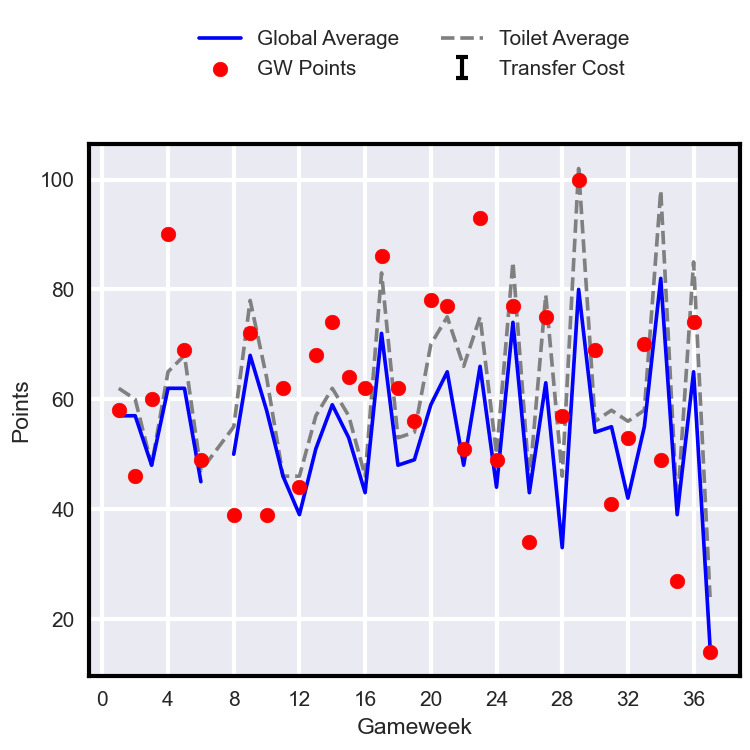 Global Average
Toilet Average
GW Points
Transfer Cost
100
80
60
40
20
Points
0 4 8 12 16 20 24 28 32 36
Gameweek